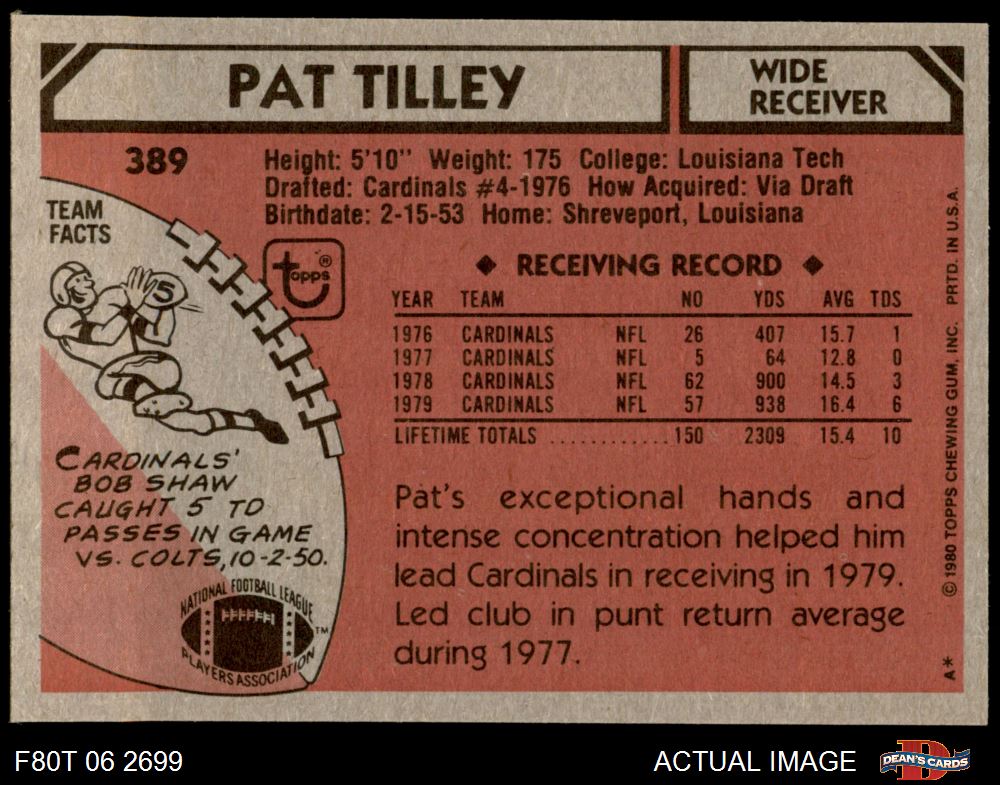 PAT TILLEY
WIDE
RECEIVER
389
Height: 5'10" Weight: 175 College: Louisiana Tech
Drafted: Cardinals #4-1976 How Acquired: Via Draft
Birthdate: 2-15-53 Home: Shreveport, Louisiana
TEAM
FACTS
5
topps ®
◆ RECEIVING RECORD ◆
YEAR TEAM NO YDS AVG TDS
1976 CARDINALS NFL 26 407 15.7 1
1977 CARDINALS NFL 5 64 12.8 0
1978 CARDINALS NFL 62 900 14.5 3
1979 CARDINALS NFL 57 938 16.4 6
LIFETIME TOTALS ............ 150 2309 15.4 10
CARDINALS'
BOB SHAW
CAUGHT 5 TD
PASSES IN GAME
VS. COLTS, 10-2-50.
Pat's exceptional hands and
intense concentration helped him
lead Cardinals in receiving in 1979.
Led club in punt return average
during 1977.
NATIONAL FOOTBALL LEAGUE
PLAYERS ASSOCIATION
TM
A* © 1980 TOPPS CHEWING GUM, INC. PRTD. IN U.S.A.
F80T 06 2699
ACTUAL IMAGE
D
DEAN'S CARDS